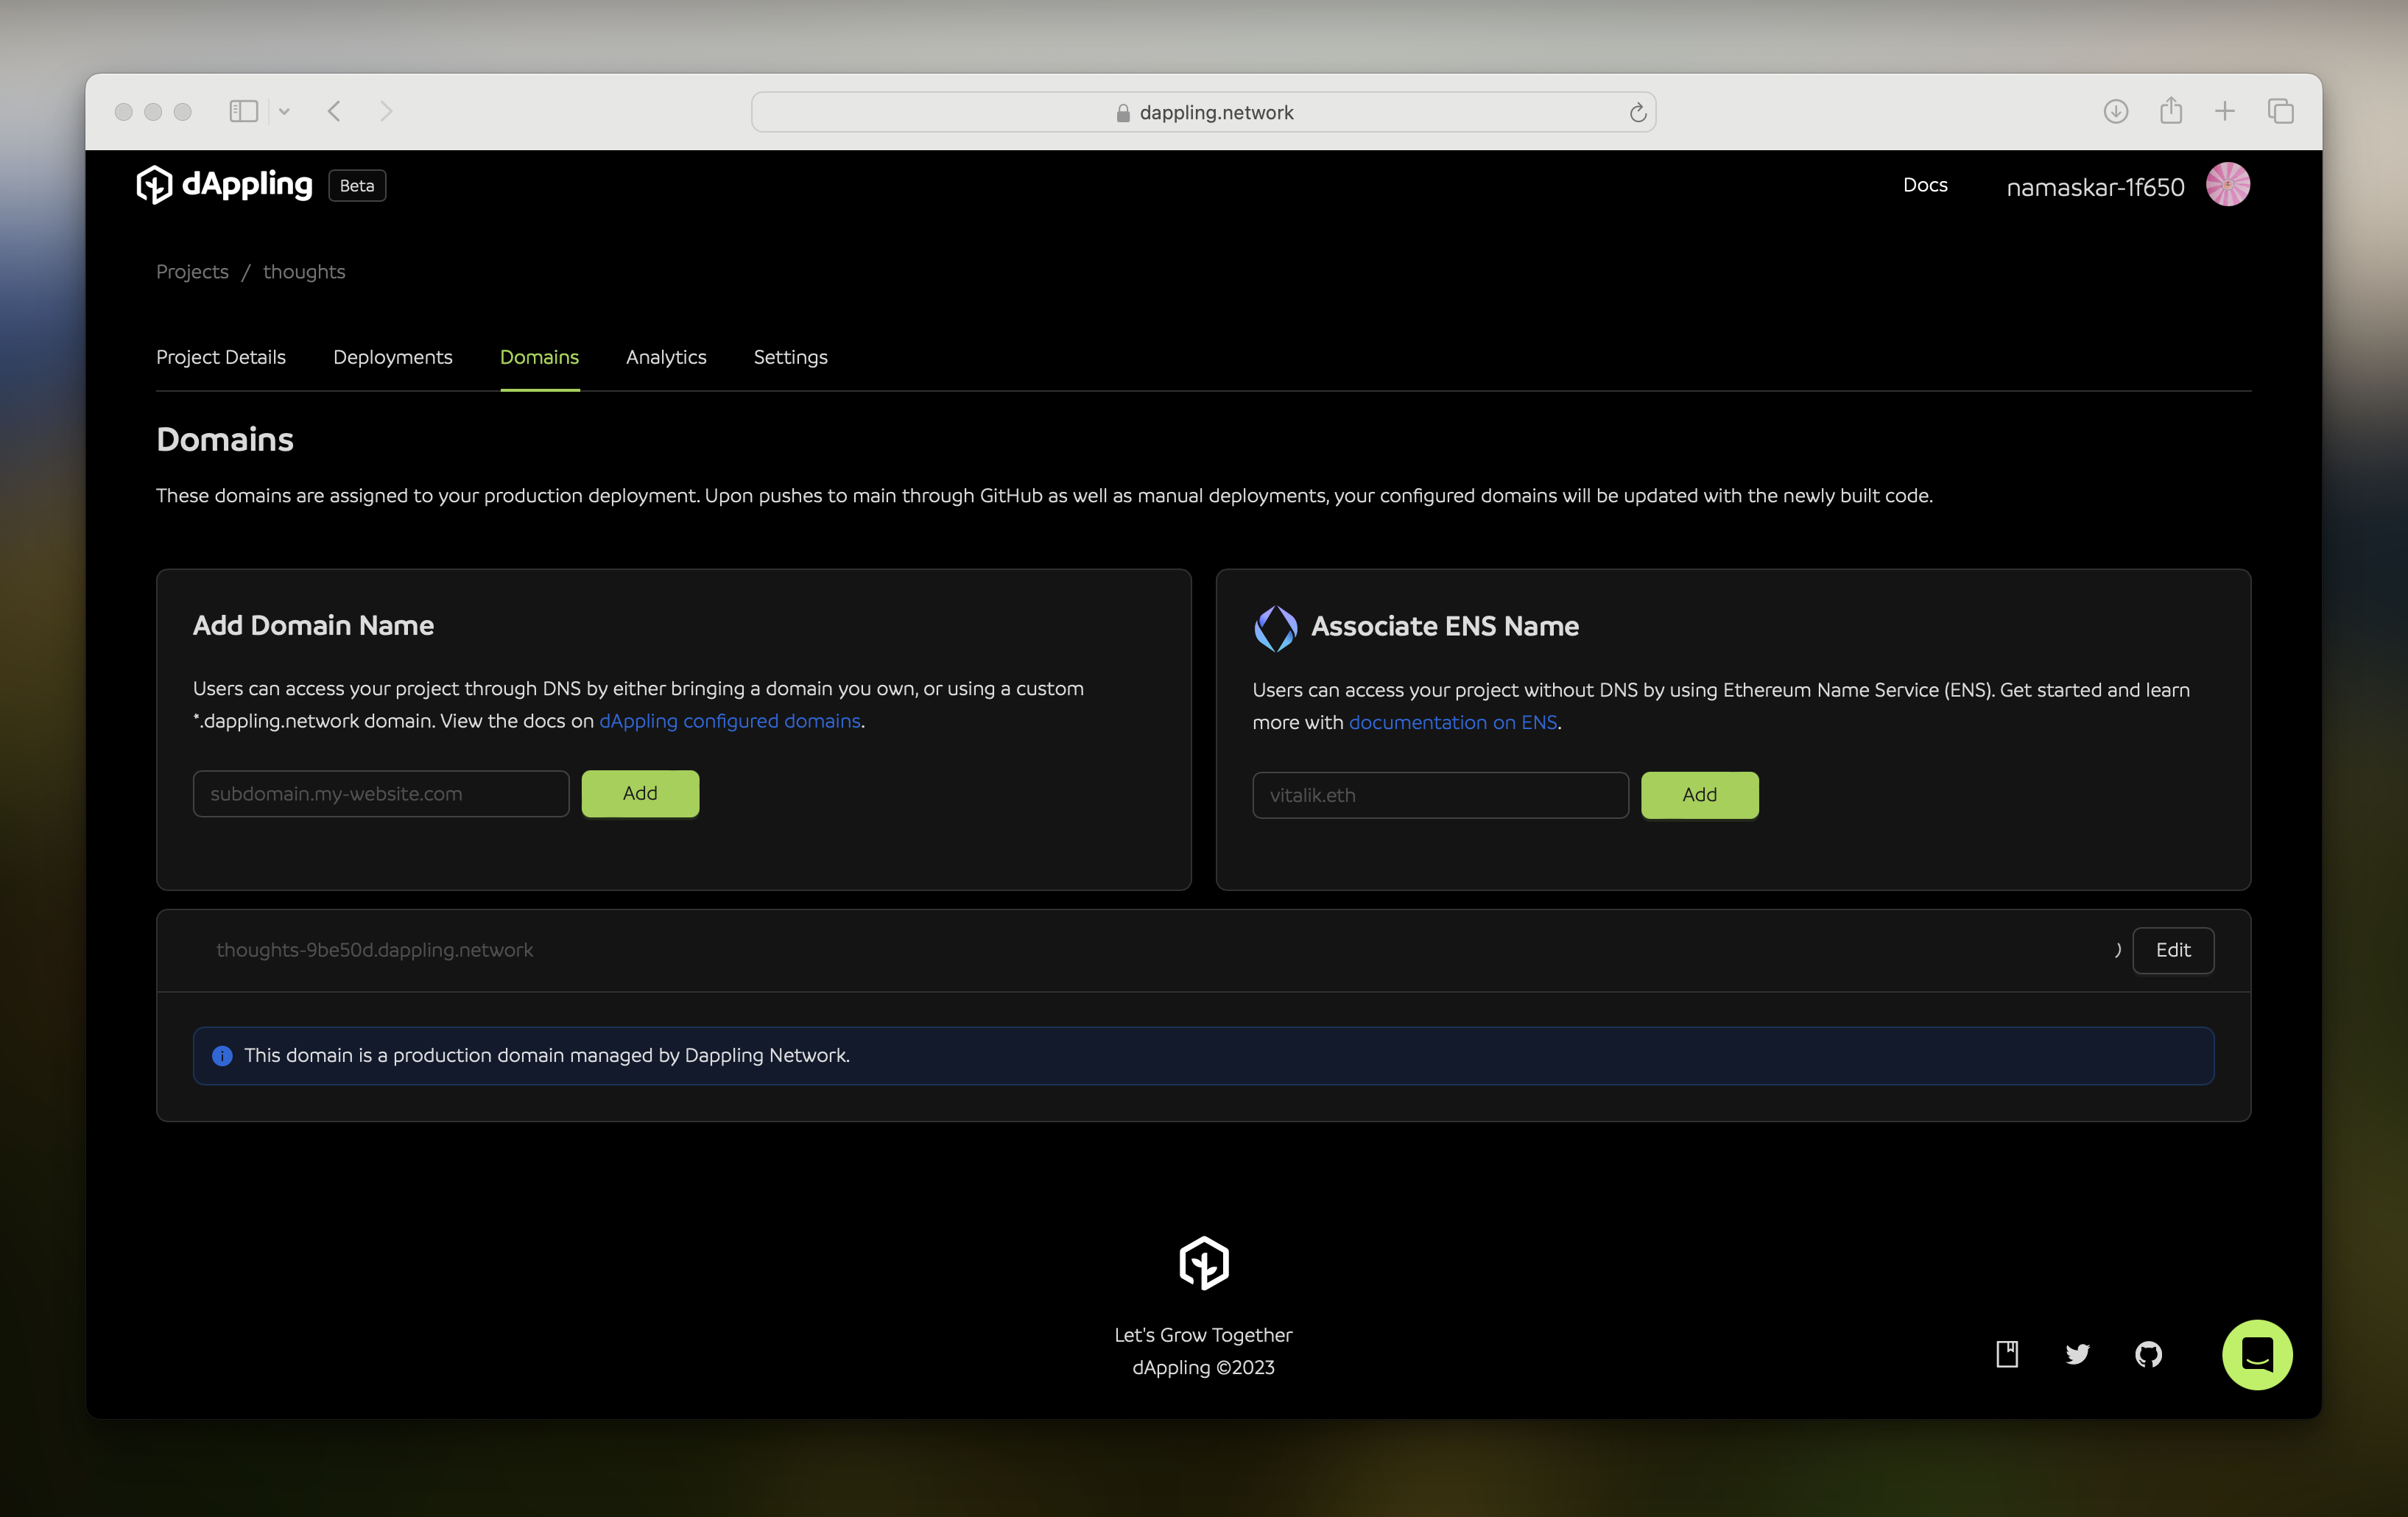 dappling.network
dAppling Beta
Docs
namaskar-1f650
Projects / thoughts
Project Details Deployments Domains Analytics Settings
Domains
These domains are assigned to your production deployment. Upon pushes to main through GitHub as well as manual deployments, your configured domains will be updated with the newly built code.
Add Domain Name
Users can access your project through DNS by either bringing a domain you own, or using a custom
*.dappling.network domain. View the docs on dAppling configured domains.
subdomain.my-website.com Add
Associate ENS Name
Users can access your project without DNS by using Ethereum Name Service (ENS). Get started and learn
more with documentation on ENS.
vitalik.eth Add
thoughts-9be50d.dappling.network Edit
This domain is a production domain managed by Dappling Network.
Let's Grow Together
dAppling ©2023